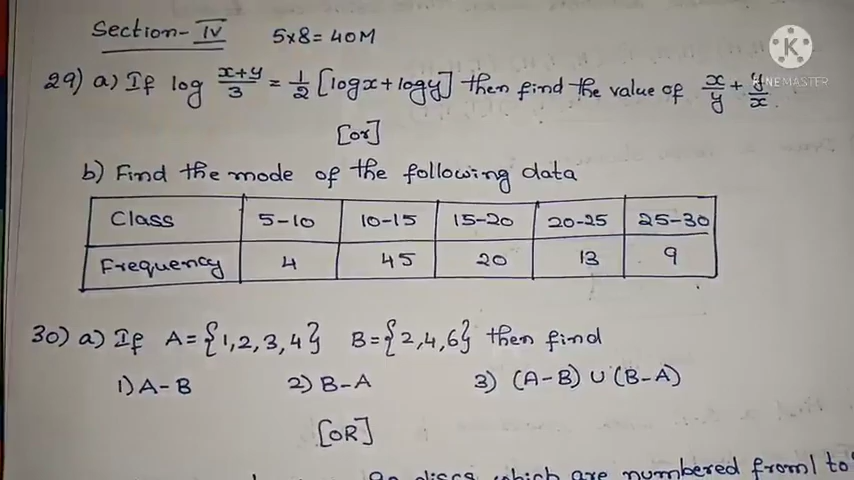 Section-IV 5x8=40M
29) a) If log x+y/3 = 1/2 [logx+logy] then find the value of x/y + y/x
KINEMASTER
[or]
b) Find the mode of the following data
Class 5-10 10-15 15-20 20-25 25-30
Frequency 4 45 20 13 9
30) a) If A={1,2,3,4} B={2,4,6} then find
1) A-B 2) B-A 3) (A-B) ∪ (B-A)
[OR]
90 discs which are numbered from 1 to